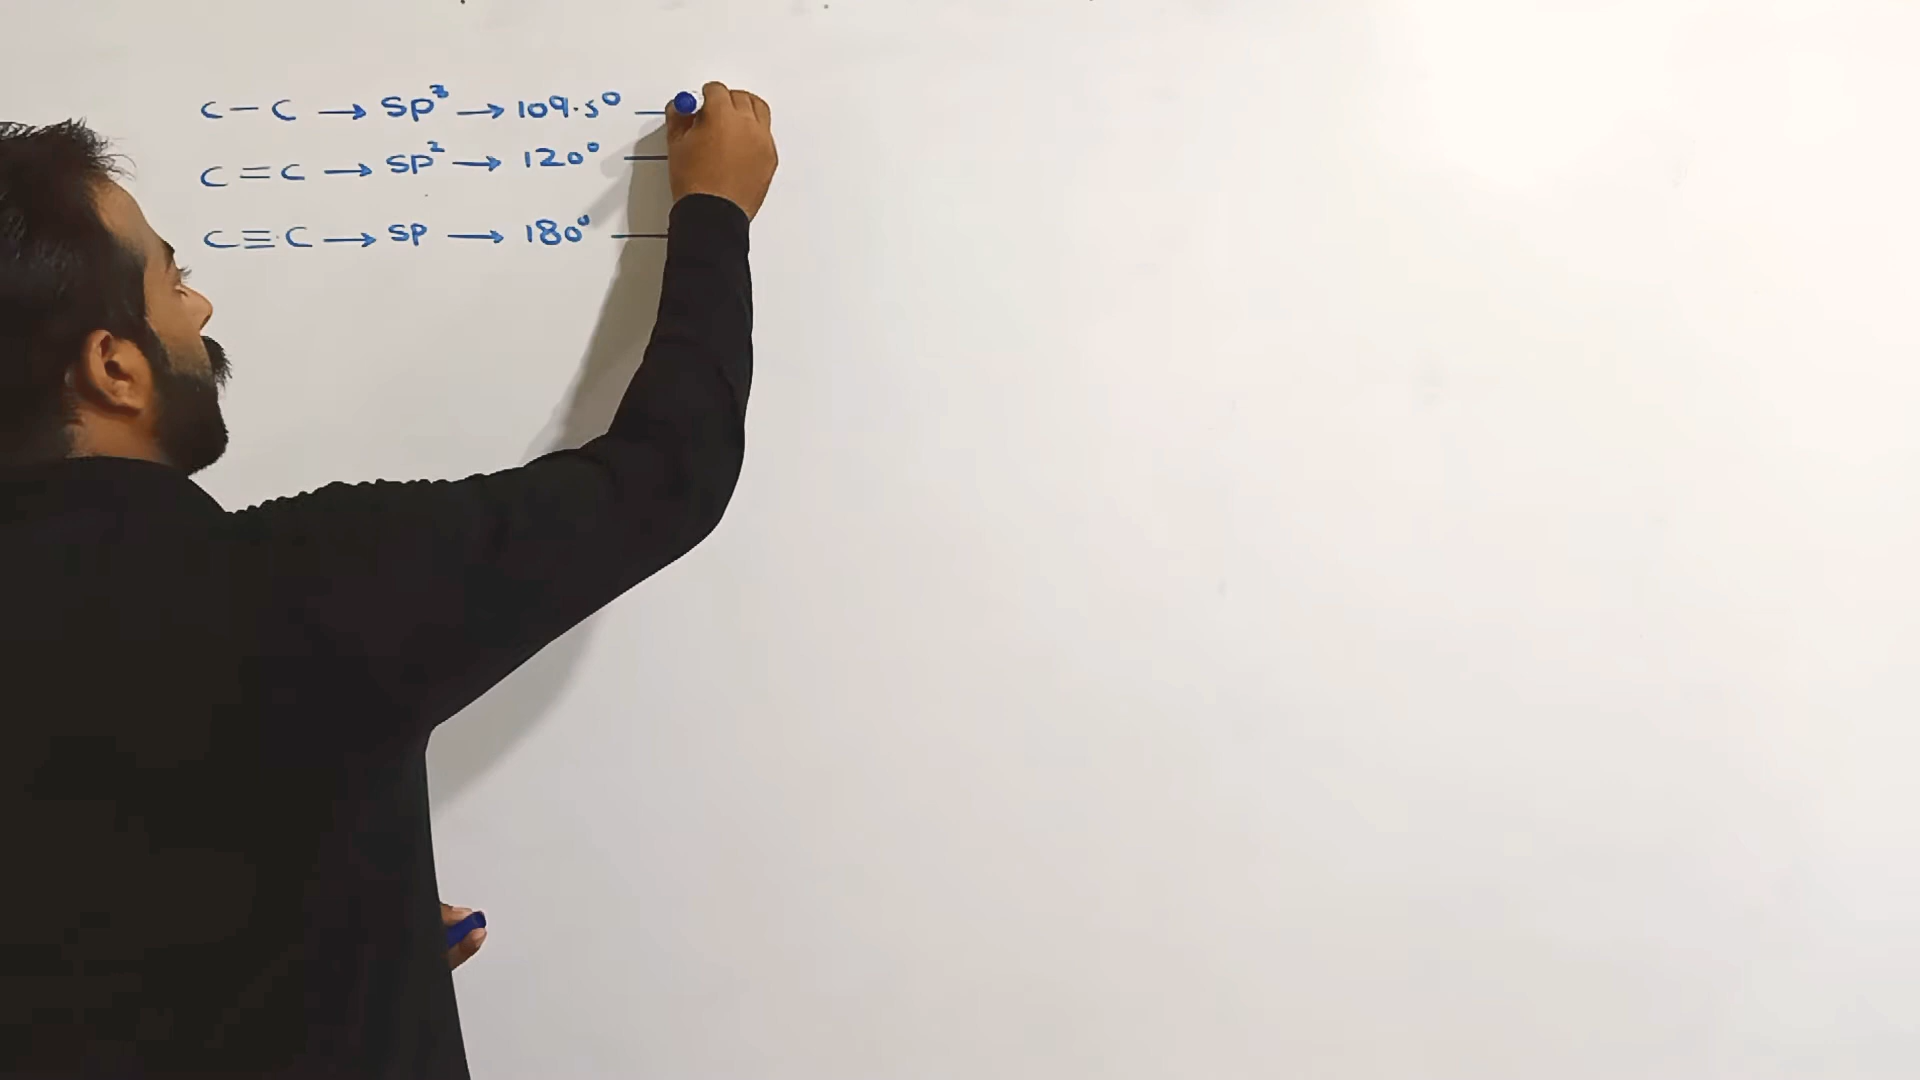 C – C → SP³ → 109.5° —
C = C → SP² → 120° —
C ≡ C → SP → 180° —